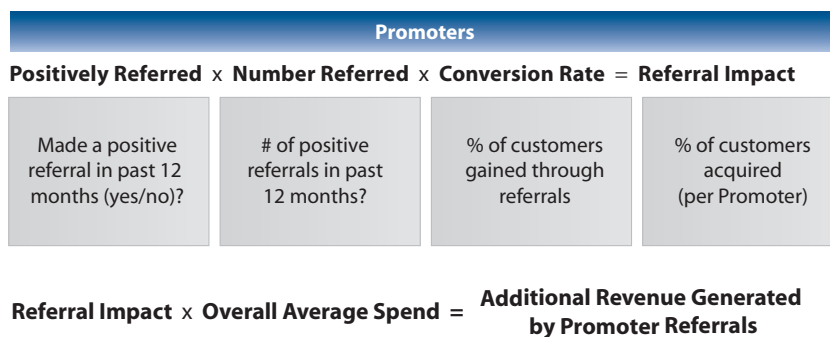 Promoters
Positively Referred x Number Referred x Conversion Rate = Referral Impact
Made a positive
referral in past 12
months (yes/no)?
# of positive
referrals in past
12 months?
% of customers
gained through
referrals
% of customers
acquired
(per Promoter)
Referral Impact x Overall Average Spend = Additional Revenue Generated
by Promoter Referrals